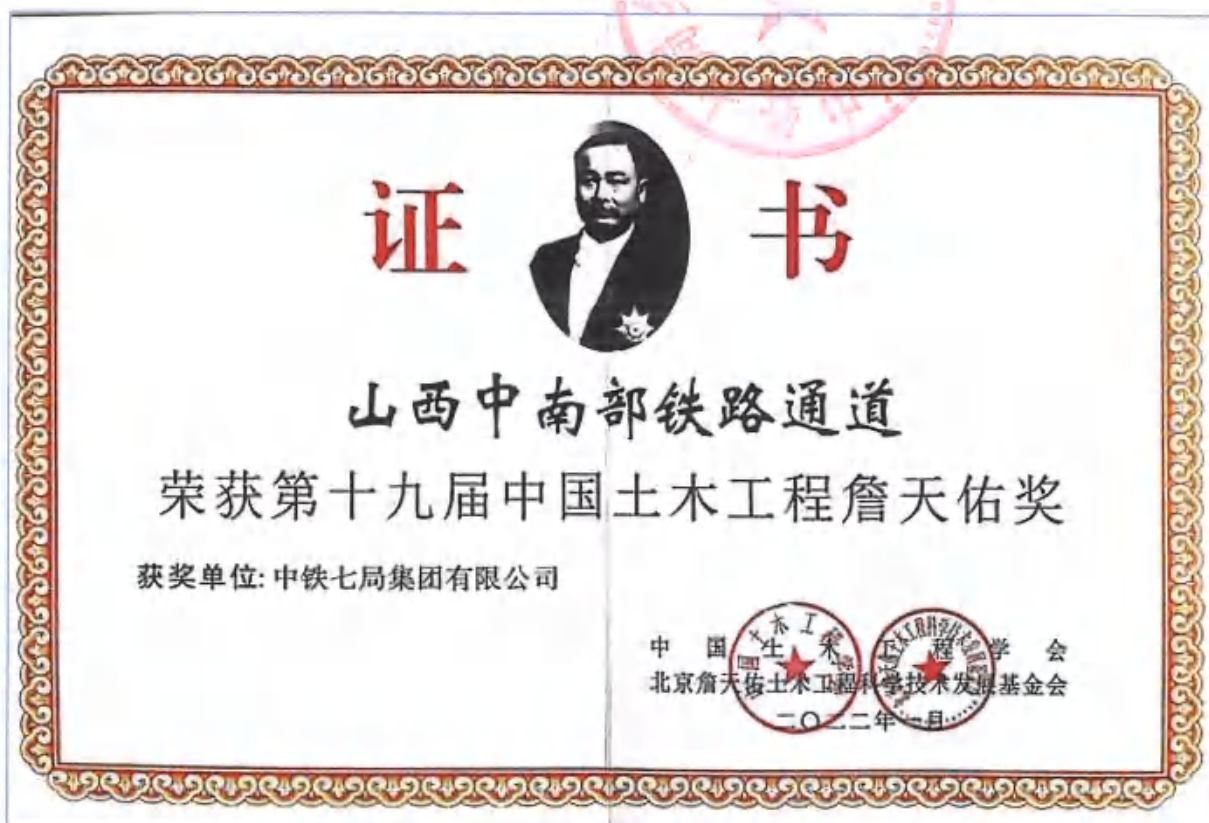 证 书
山西中南部铁路通道
荣获第十九届中国土木工程詹天佑奖
获奖单位: 中铁七局集团有限公司
中国土木工程学会
北京詹天佑土木工程科学技术发展基金会
二〇二二年一月